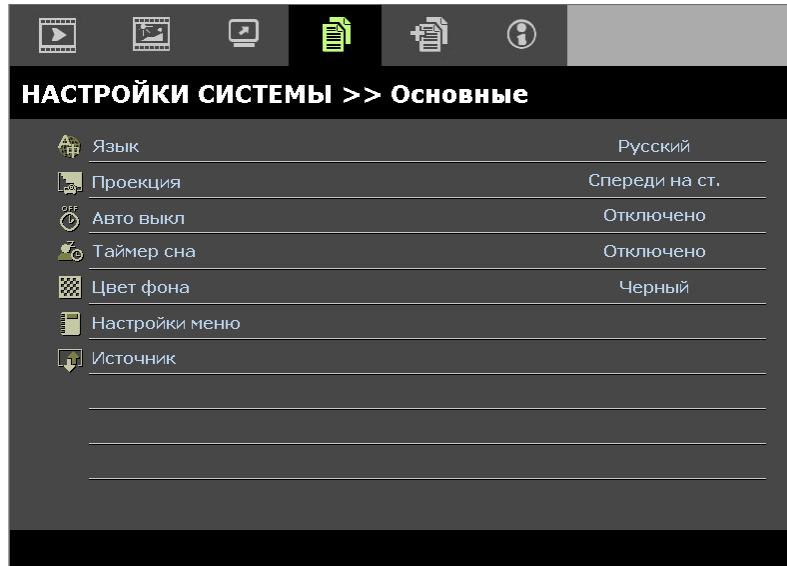 НАСТРОЙКИ СИСТЕМЫ >> Основные
Язык Русский
Проекция Спереди на ст.
OFF
Авто выкл Отключено
Таймер сна Отключено
Цвет фона Черный
Настройки меню
Источник